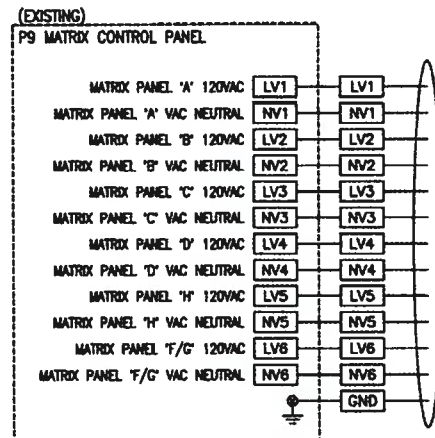 (EXISTING)
P9 MATRIX CONTROL PANEL
MATRIX PANEL 'A' 120VAC LV1 LV1
MATRIX PANEL 'A' VAC NEUTRAL NV1 NV1
MATRIX PANEL 'B' 120VAC LV2 LV2
MATRIX PANEL 'B' VAC NEUTRAL NV2 NV2
MATRIX PANEL 'C' 120VAC LV3 LV3
MATRIX PANEL 'C' VAC NEUTRAL NV3 NV3
MATRIX PANEL 'D' 120VAC LV4 LV4
MATRIX PANEL 'D' VAC NEUTRAL NV4 NV4
MATRIX PANEL 'H' 120VAC LV5 LV5
MATRIX PANEL 'H' VAC NEUTRAL NV5 NV5
MATRIX PANEL 'F/G' 120VAC LV6 LV6
MATRIX PANEL 'F/G' VAC NEUTRAL NV6 NV6
GND